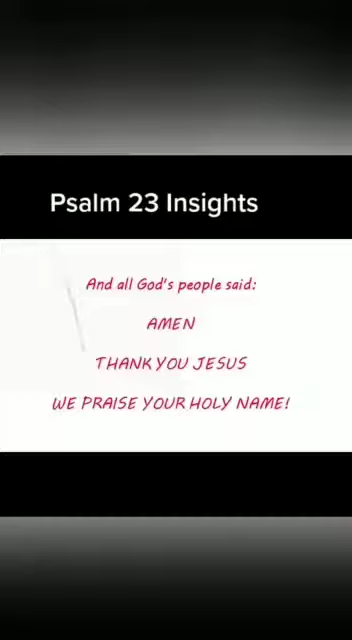 Psalm 23 Insights
And all God's people said:
AMEN
THANK YOU JESUS
WE PRAISE YOUR HOLY NAME!